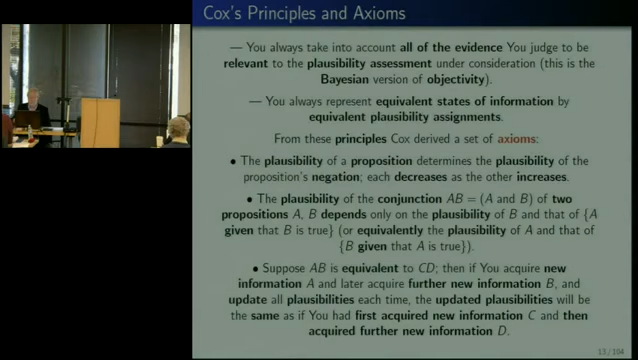 Cox's Principles and Axioms
— You always take into account all of the evidence You judge to be
relevant to the plausibility assessment under consideration (this is the
Bayesian version of objectivity).
— You always represent equivalent states of information by
equivalent plausibility assignments.
From these principles Cox derived a set of axioms:
• The plausibility of a proposition determines the plausibility of the
proposition's negation; each decreases as the other increases.
• The plausibility of the conjunction AB = (A and B) of two
propositions A, B depends only on the plausibility of B and that of {A
given that B is true} (or equivalently the plausibility of A and that of
{B given that A is true}).
• Suppose AB is equivalent to CD; then if You acquire new
information A and later acquire further new information B, and
update all plausibilities each time, the updated plausibilities will be
the same as if You had first acquired new information C and then
acquired further new information D.
13 / 104